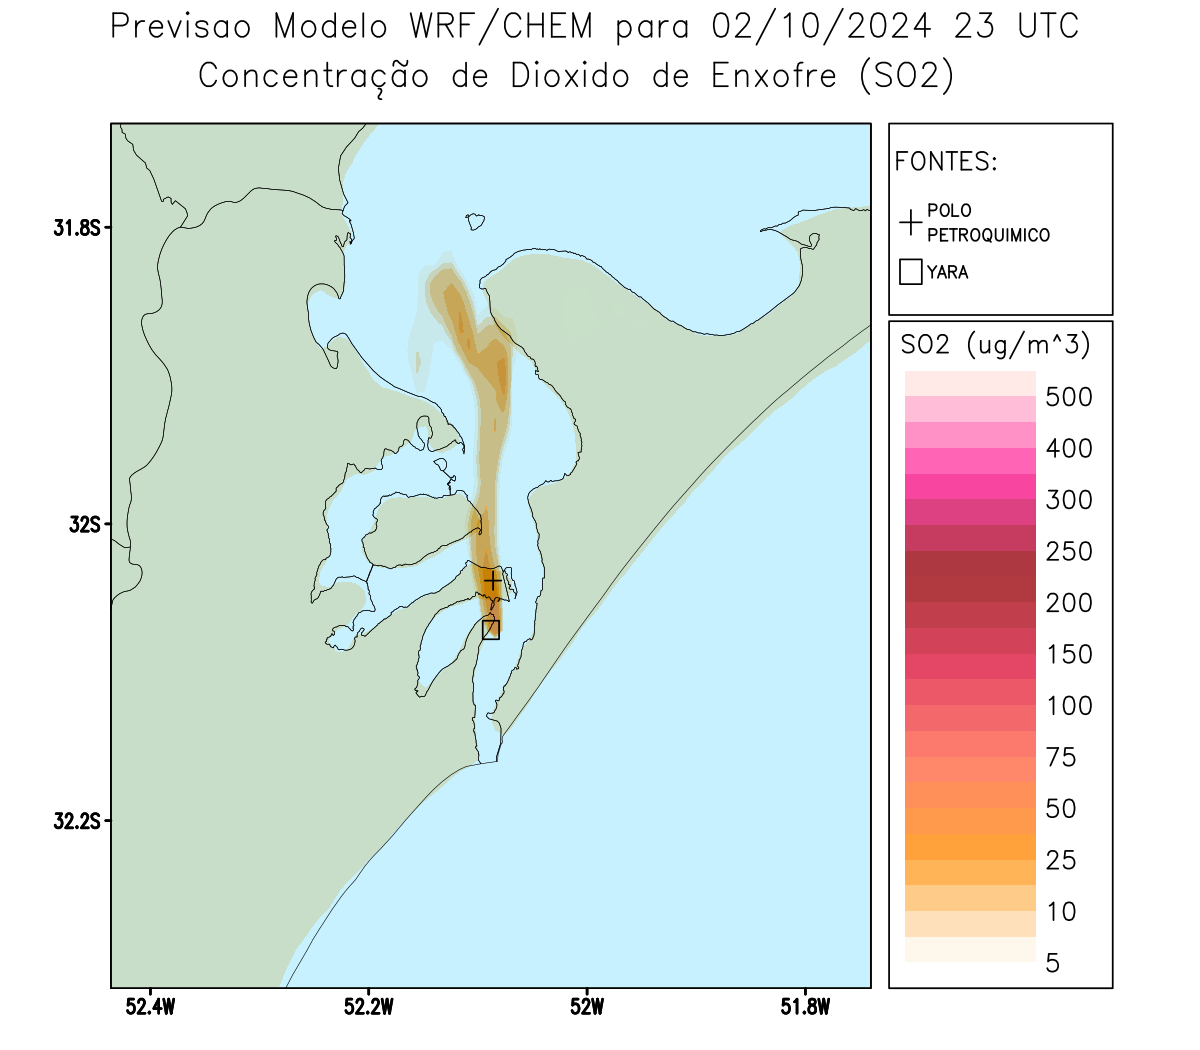 Previsao Modelo WRF/CHEM para 02/10/2024 23 UTC
Concentração de Dioxido de Enxofre (SO2)
FONTES:
POLO
PETROQUIMICO
YARA
31.8S
32S
32.2S
52.4W
52.2W
52W
51.8W
SO2 (ug/m^3)
500
400
300
250
200
150
100
75
50
25
10
5